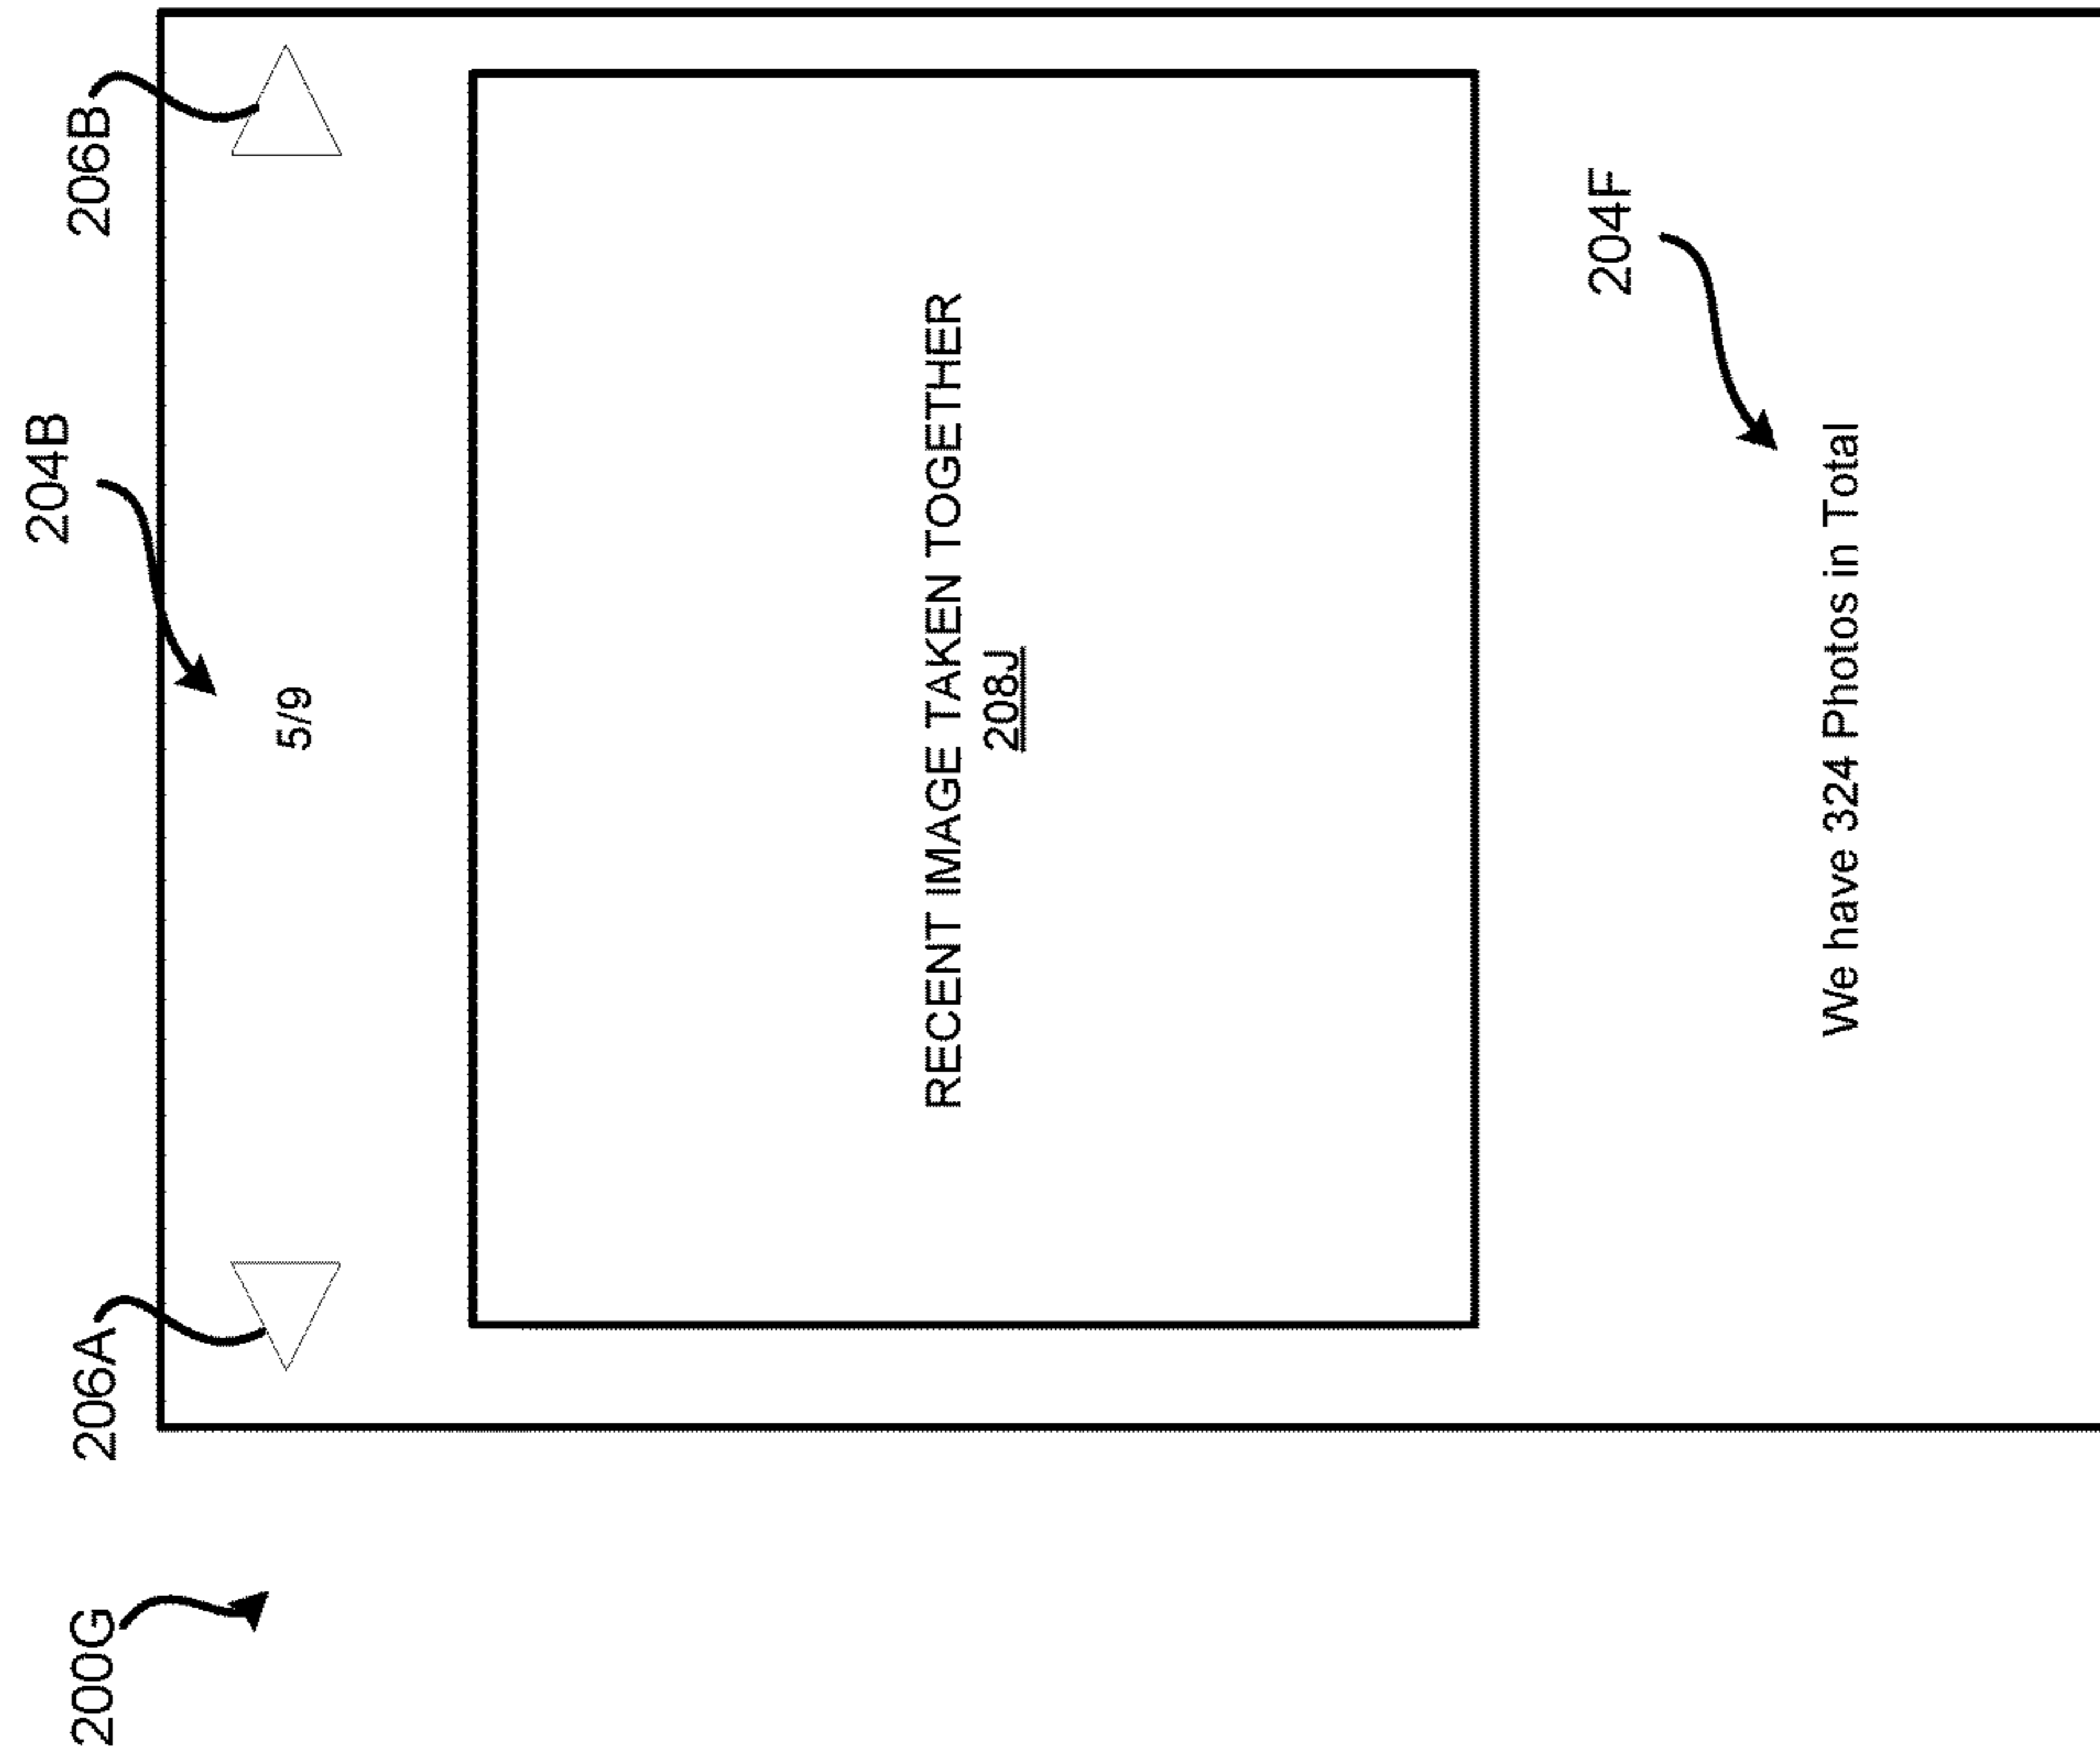 200G
206A
204B
206B
5/9
RECENT IMAGE TAKEN TOGETHER
208J
204F
We have 324 Photos in Total